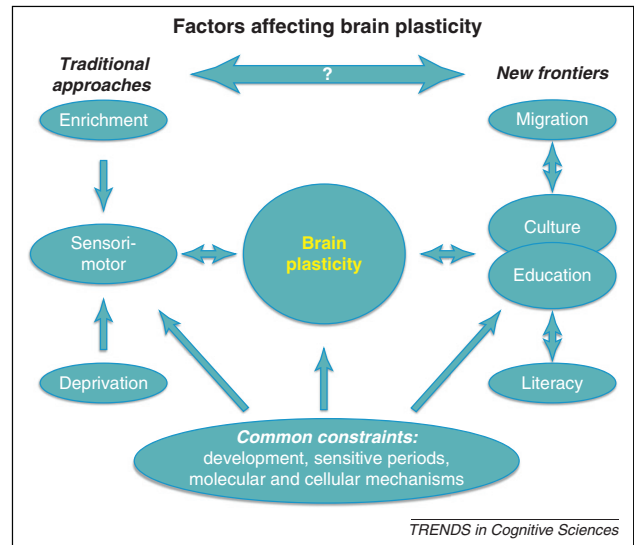 Factors affecting brain plasticity
Traditional
approaches
?
New frontiers
Enrichment
Migration
Sensori-
motor
Brain
plasticity
Culture
Education
Deprivation
Literacy
Common constraints:
development, sensitive periods,
molecular and cellular mechanisms
TRENDS in Cognitive Sciences